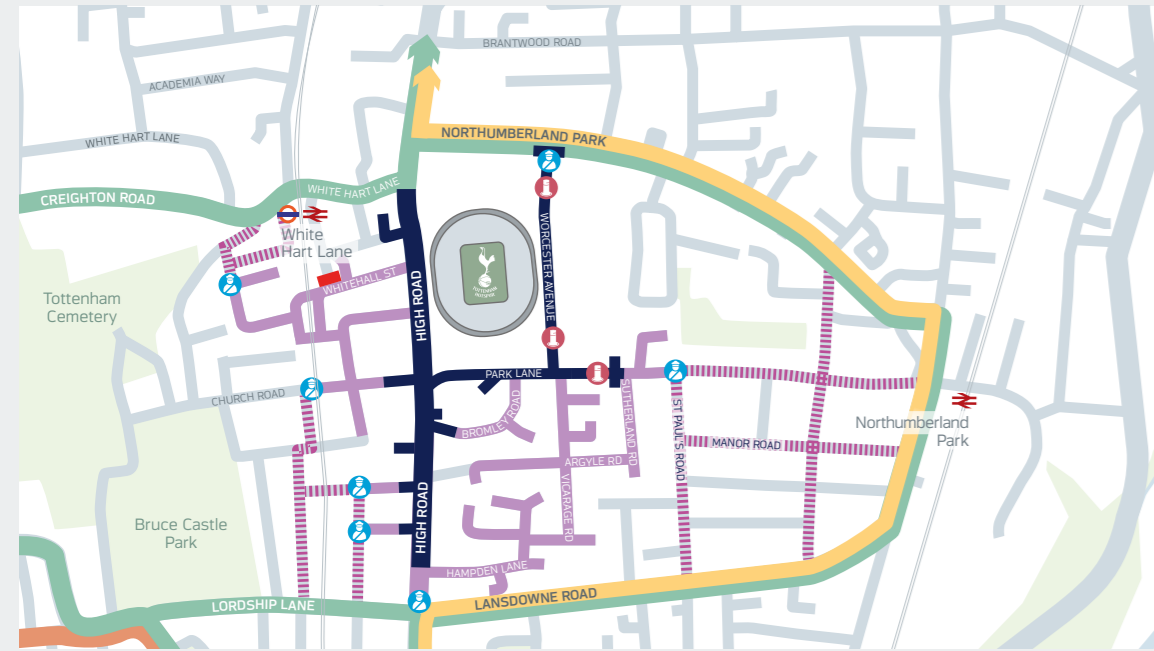 BRANTWOOD ROAD
ACADEMIA WAY
WHITE HART LANE
NORTHUMBERLAND PARK
CREIGHTON ROAD
WHITE HART LANE
White
Hart Lane
WORCESTER AVENUE
TOTTENHAM
HOTSPUR
WHITEHALL ST
HIGH ROAD
Tottenham
Cemetery
PARK LANE
CHURCH ROAD
BROMLEY ROAD
SUTHERLAND RD
ST PAUL'S ROAD
Northumberland
Park
MANOR ROAD
ARGYLE RD
VICARAGE RD
HIGH ROAD
Bruce Castle
Park
HAMPDEN LANE
LORDSHIP LANE
LANSDOWNE ROAD